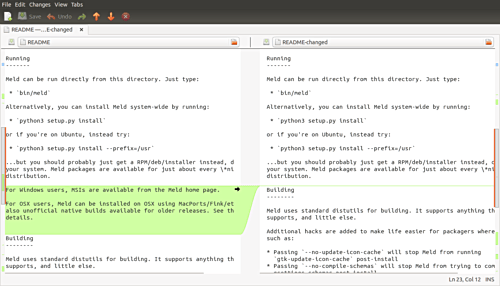 File Edit Changes View Tabs
Save Undo
README —...E-changed
README
Running
-------
Meld can be run directly from this directory. Just type:
* `bin/meld`
Alternatively, you can install Meld system-wide by running:
* `python3 setup.py install`
or if you're on Ubuntu, instead try:
* `python3 setup.py install --prefix=/usr`
...but you should probably just get a RPM/deb/installer instead, d
your system. Meld packages are available for just about every \*ni
distribution.
For Windows users, MSIs are available from the Meld home page.
For OSX users, Meld can be installed on OSX using MacPorts/Fink/et
also unofficial native builds available for older releases. See th
details.
Building
--------
Meld uses standard distutils for building. It supports anything th
supports, and little else.
README-changed
Running
-------
Meld can be run directly from this directory. Just type:
* `bin/meld`
Alternatively, you can install Meld system-wide by running:
* `python3 setup.py install`
or if you're on Ubuntu, instead try:
* `python3 setup.py install --prefix=/usr`
...but you should probably just get a RPM/deb/installer instead, d
your system. Meld packages are available for just about every \*ni
distribution.
Building
--------
Meld uses standard distutils for building. It supports anything th
supports, and little else.
Additional hacks are added to make life easier for packagers where
such as:
* Passing `--no-update-icon-cache` will stop Meld from running
`gtk-update-icon-cache` post-install
* Passing `--no-compile-schemas` will stop Meld from trying to com
Ln 23, Col 12 INS